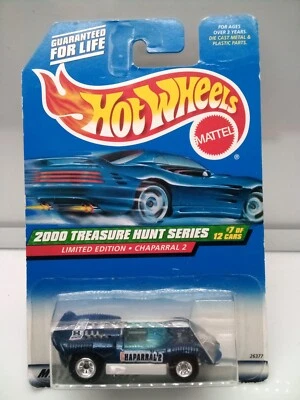 GUARANTEED
FOR LIFE
FOR AGES
OVER 3 YEARS.
DIE CAST METAL &
PLASTIC PARTS.
HOT WHEELS
MATTEL
®
2000 TREASURE HUNT SERIES #7 OF
12 CARS
LIMITED EDITION • CHAPARRAL 2
CHAPARRAL 2
24377